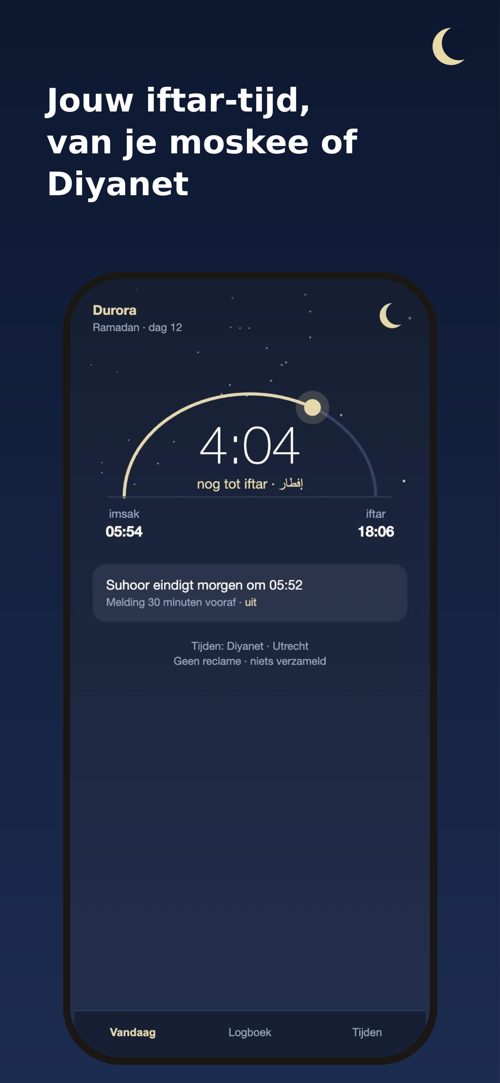 Jouw iftar-tijd,
van je moskee of
Diyanet
Durora
Ramadan · dag 12
4:04
nog tot iftar · إفطار
imsak
05:54
iftar
18:06
Suhoor eindigt morgen om 05:52
Melding 30 minuten vooraf · uit
Tijden: Diyanet · Utrecht
Geen reclame · niets verzameld
Vandaag
Logboek
Tijden